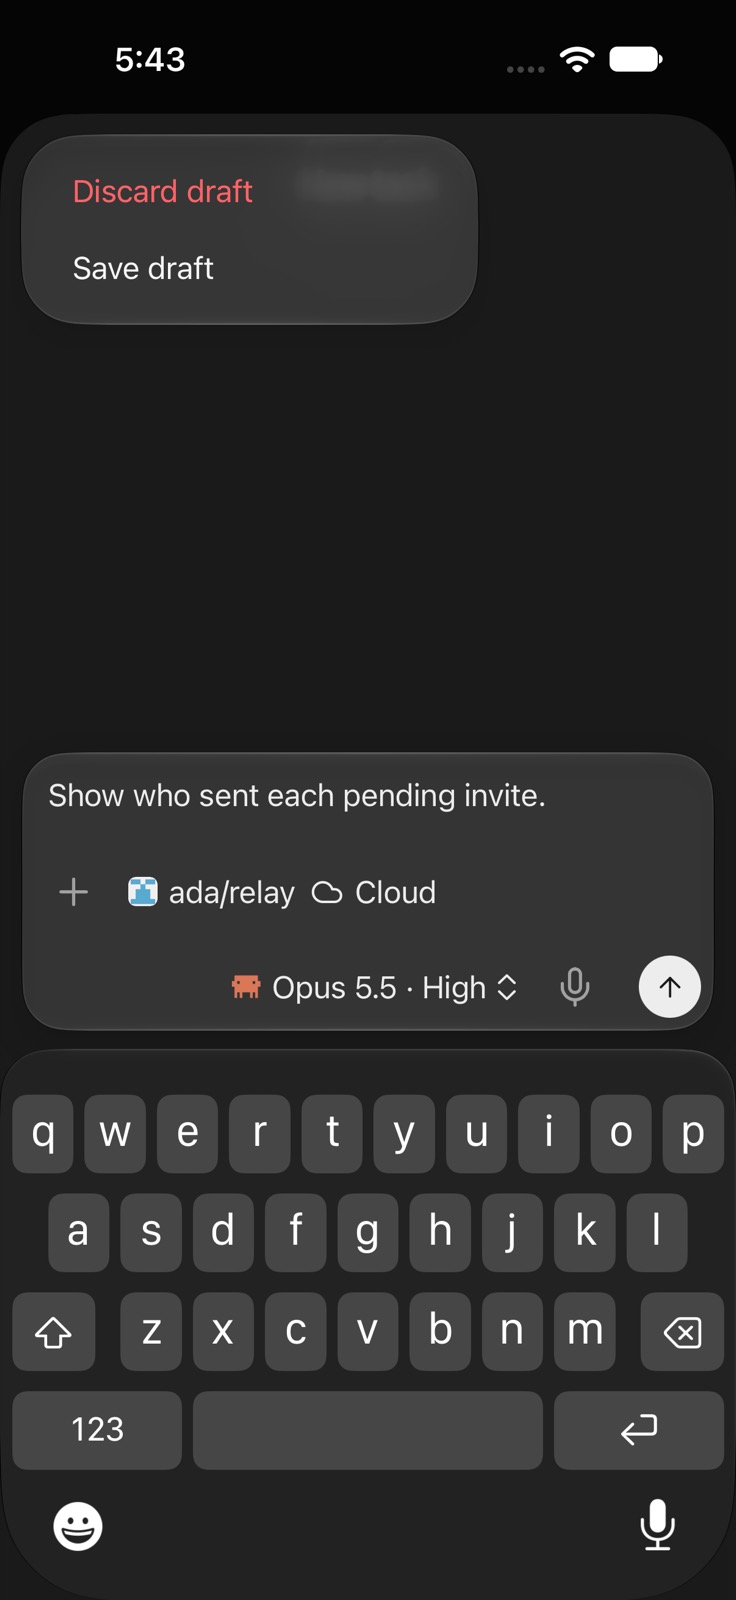 5:43
Discard draft
Save draft
Show who sent each pending invite.
ada/relay Cloud
Opus 5.5 · High
q w e r t y u i o p
a s d f g h j k l
z x c v b n m
123